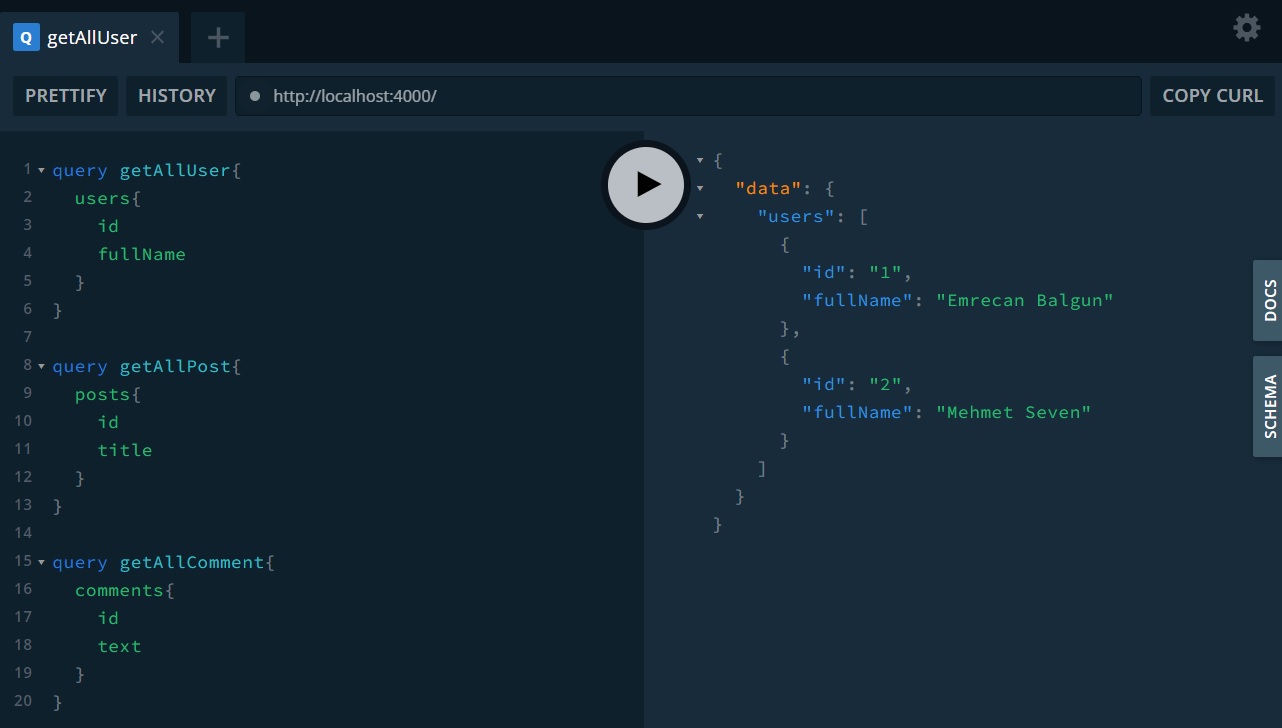 Q getAllUser
PRETTIFY HISTORY http://localhost:4000/ COPY CURL
1 query getAllUser{
2 users{
3 id
4 fullName
5 }
6 }
7
8 query getAllPost{
9 posts{
10 id
11 title
12 }
13 }
14
15 query getAllComment{
16 comments{
17 id
18 text
19 }
20 }
{
"data": {
"users": [
{
"id": "1",
"fullName": "Emrecan Balgun"
},
{
"id": "2",
"fullName": "Mehmet Seven"
}
]
}
}
DOCS
SCHEMA